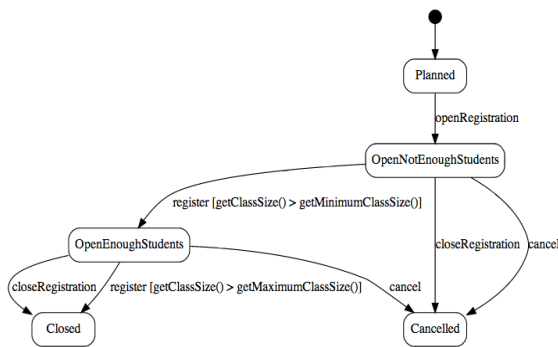 Planned
openRegistration
OpenNotEnoughStudents
register [getClassSize() > getMinimumClassSize()]
OpenEnoughStudents
closeRegistration
cancel
closeRegistration
register [getClassSize() > getMaximumClassSize()]
cancel
Closed
Cancelled